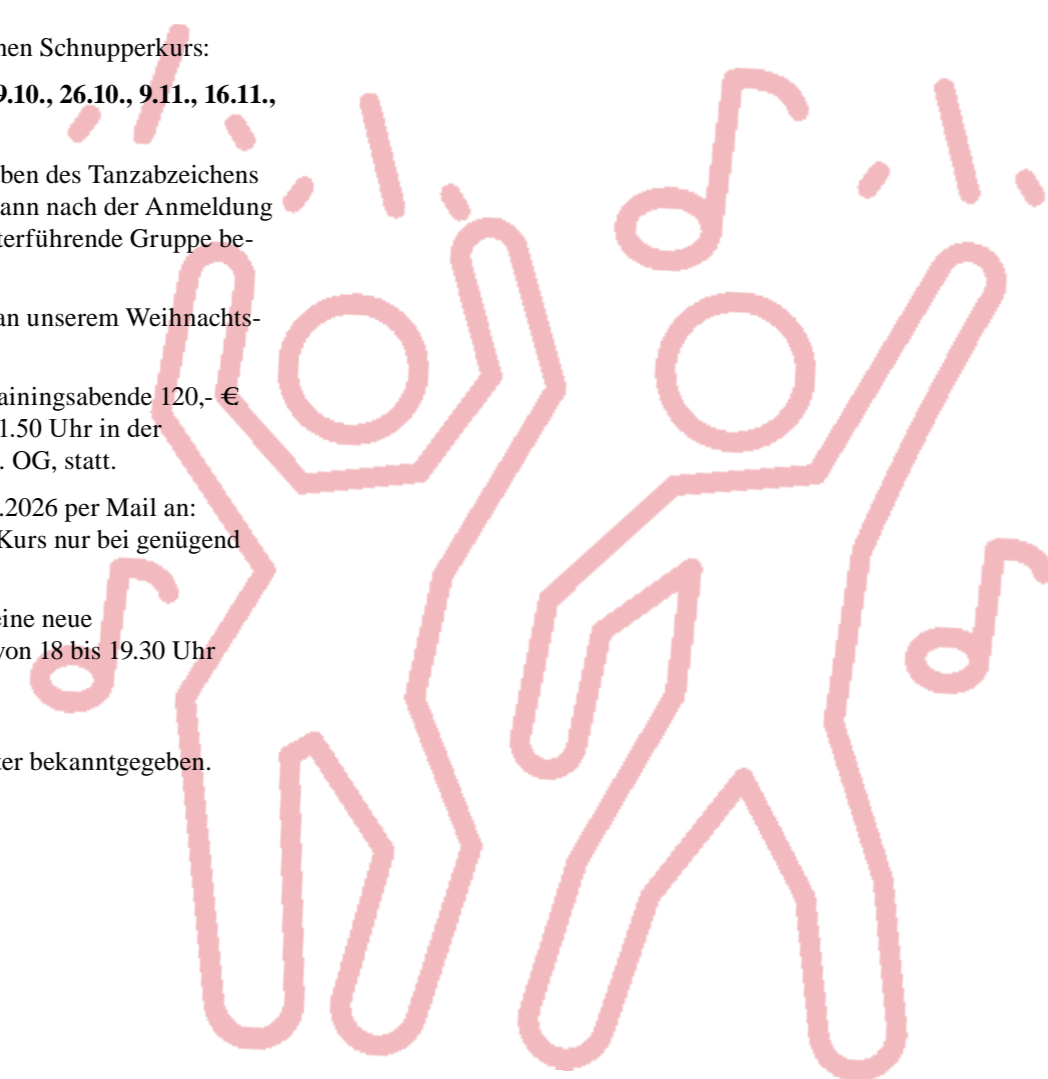 nen Schnupperkurs:
9.10., 26.10., 9.11., 16.11.,
ben des Tanzabzeichens
ann nach der Anmeldung
terführende Gruppe be-
an unserem Weihnachts-
ainingsabende 120,- €
1.50 Uhr in der
. OG, statt.
.2026 per Mail an:
Kurs nur bei genügend
eine neue
von 18 bis 19.30 Uhr
ter bekanntgegeben.